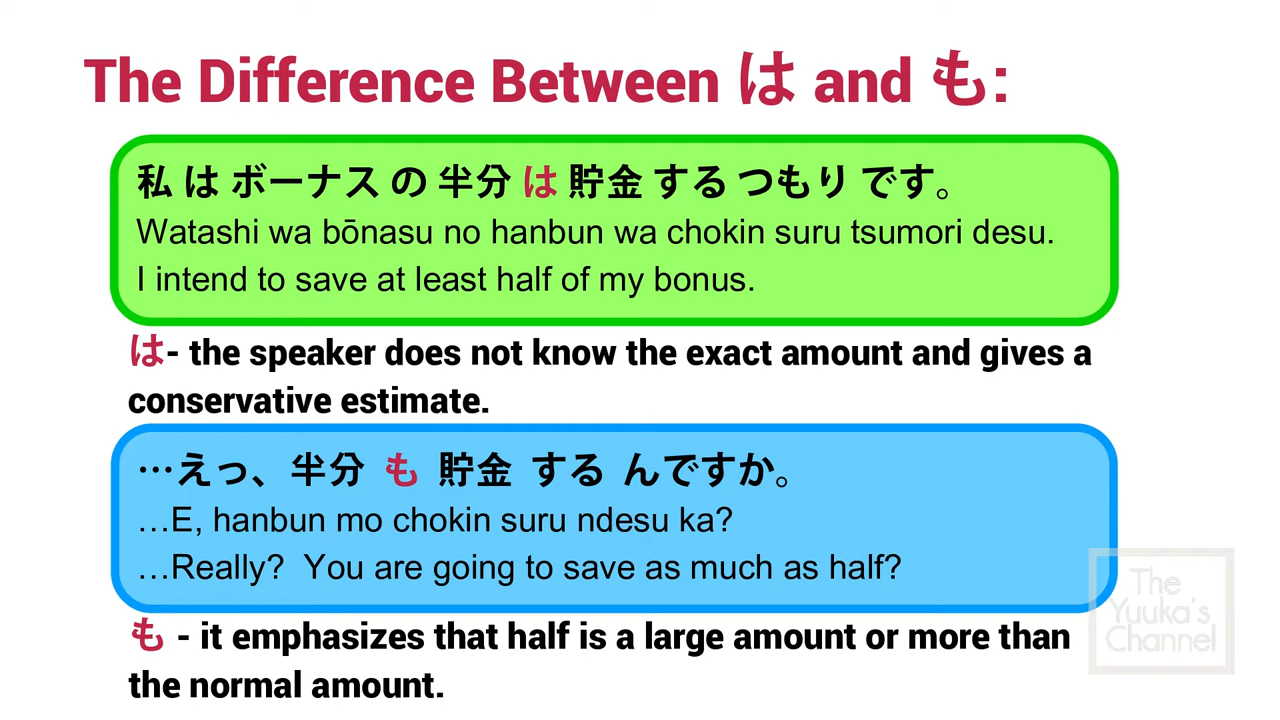 The Difference Between は and も:
私 は ボーナス の 半分 は 貯金 する つもり です。
Watashi wa bōnasu no hanbun wa chokin suru tsumori desu.
I intend to save at least half of my bonus.
は- the speaker does not know the exact amount and gives a
conservative estimate.
…えっ、半分 も 貯金 する んですか。
…E, hanbun mo chokin suru ndesu ka?
…Really? You are going to save as much as half?
も - it emphasizes that half is a large amount or more than
the normal amount.
The
Yuuka's
Channel